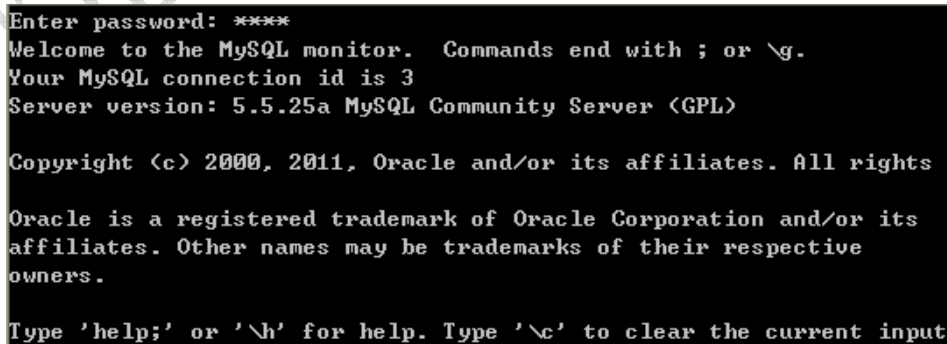 Enter password: ****
Welcome to the MySQL monitor.  Commands end with ; or \g.
Your MySQL connection id is 3
Server version: 5.5.25a MySQL Community Server (GPL)
Copyright (c) 2000, 2011, Oracle and/or its affiliates. All rights
Oracle is a registered trademark of Oracle Corporation and/or its
affiliates. Other names may be trademarks of their respective
owners.
Type 'help;' or '\h' for help. Type '\c' to clear the current input